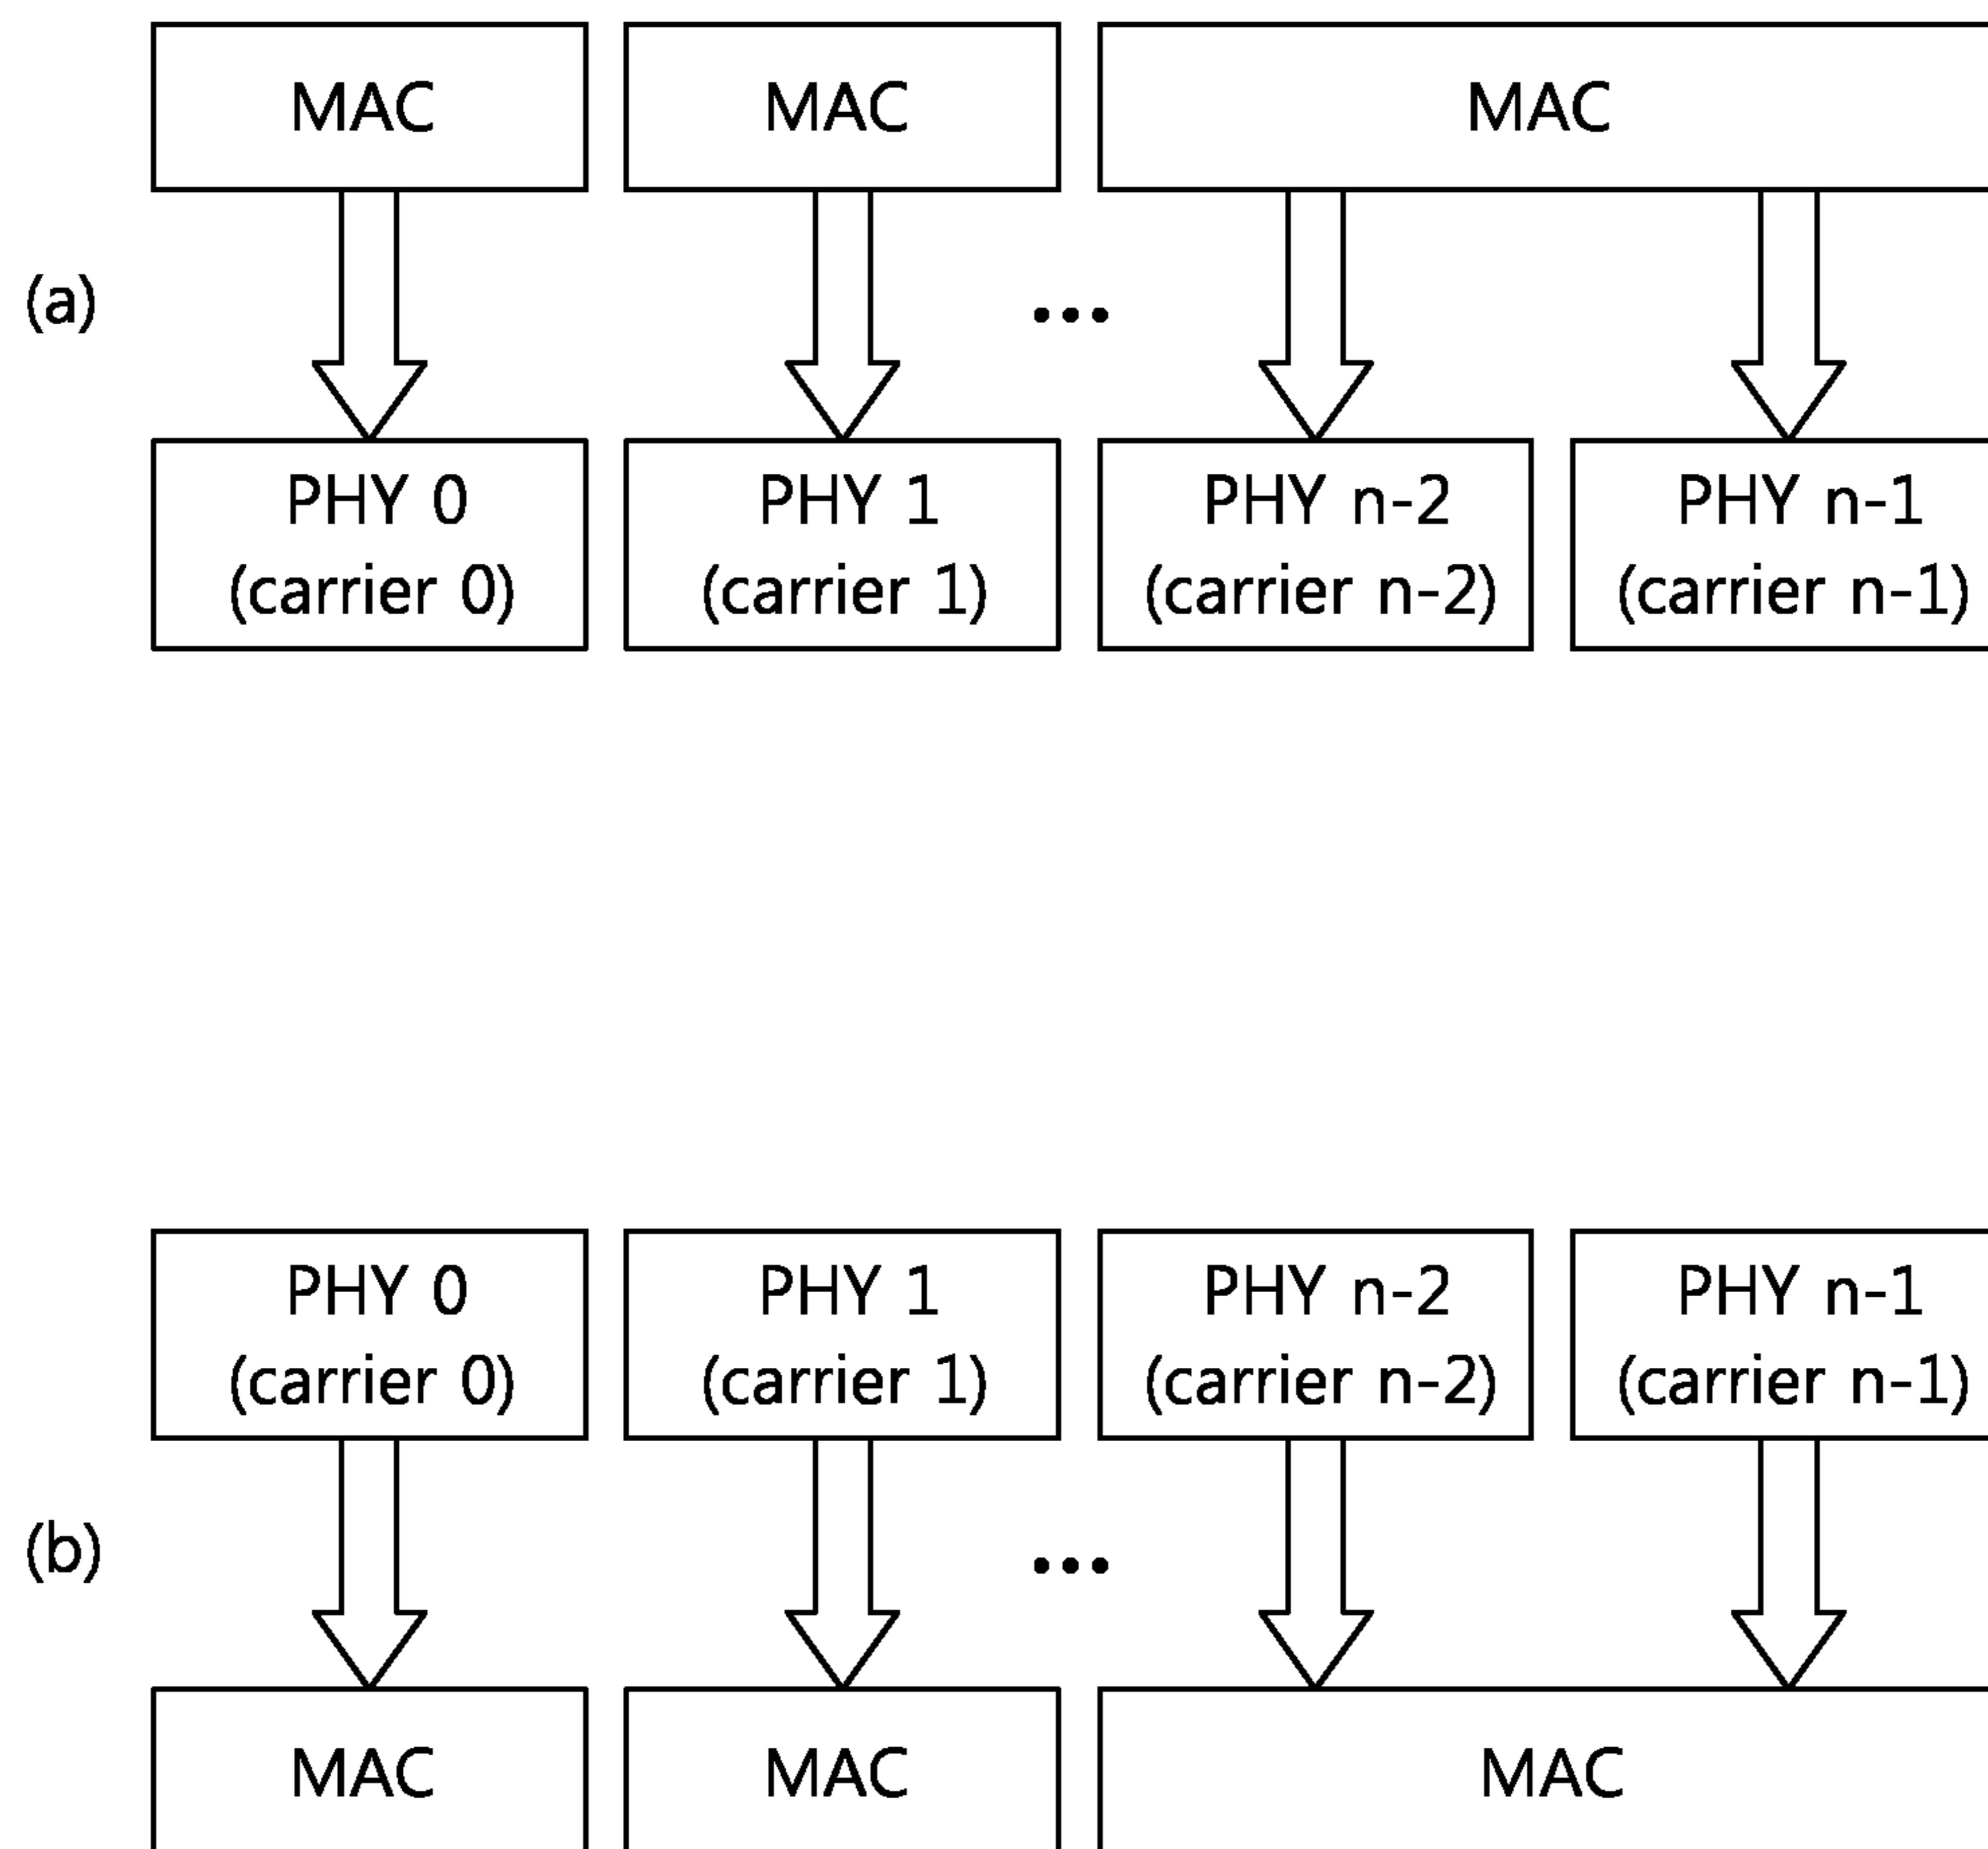 MAC MAC MAC
(a)
...
PHY 0 PHY 1 PHY n-2 PHY n-1
(carrier 0) (carrier 1) (carrier n-2) (carrier n-1)
PHY 0 PHY 1 PHY n-2 PHY n-1
(carrier 0) (carrier 1) (carrier n-2) (carrier n-1)
(b)
...
MAC MAC MAC